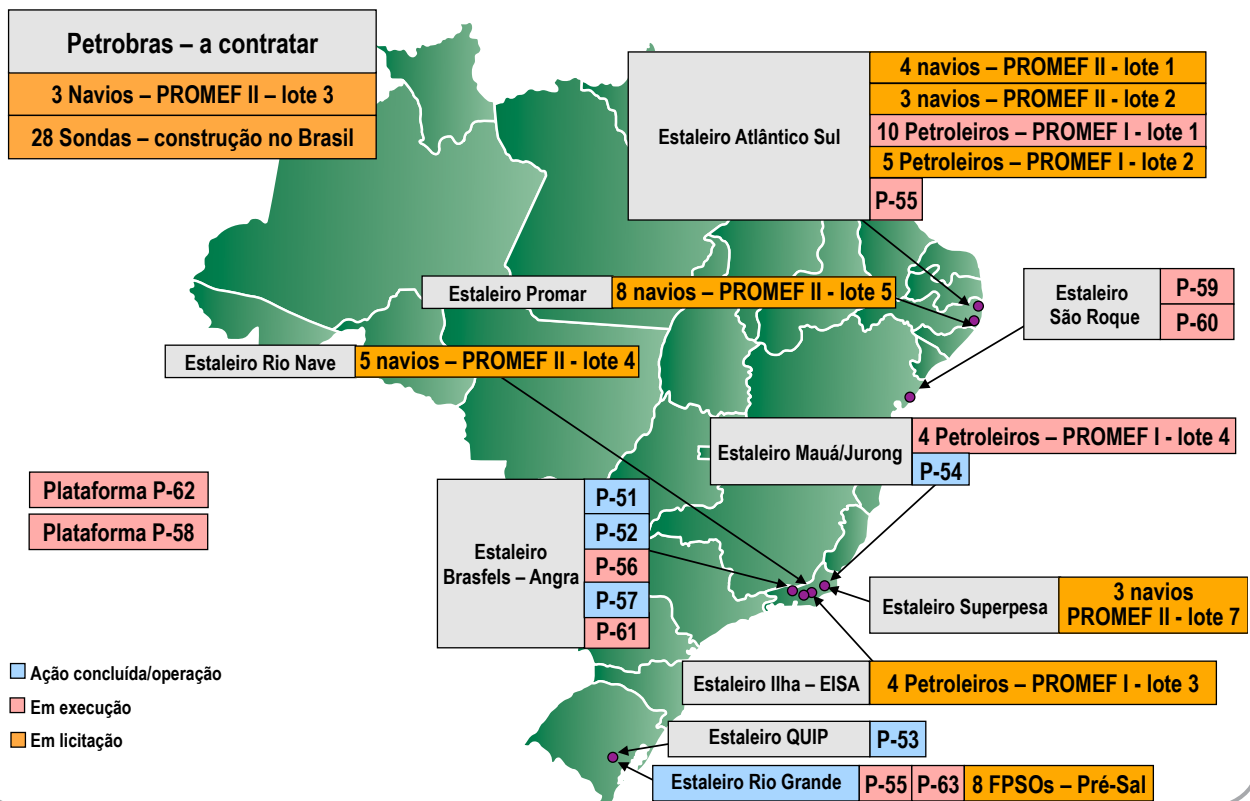 Petrobras – a contratar
3 Navios – PROMEF II – lote 3
28 Sondas – construção no Brasil
Estaleiro Atlântico Sul
4 navios – PROMEF II - lote 1
3 navios – PROMEF II - lote 2
10 Petroleiros – PROMEF I - lote 1
5 Petroleiros – PROMEF I - lote 2
P-55
Estaleiro Promar
8 navios – PROMEF II - lote 5
Estaleiro
São Roque
P-59
P-60
Estaleiro Rio Nave
5 navios – PROMEF II - lote 4
Estaleiro Mauá/Jurong
4 Petroleiros – PROMEF I - lote 4
P-54
Plataforma P-62
Plataforma P-58
Estaleiro
Brasfels – Angra
P-51
P-52
P-56
P-57
P-61
Estaleiro Superpesa
3 navios
PROMEF II - lote 7
Estaleiro Ilha – EISA
4 Petroleiros – PROMEF I - lote 3
Ação concluída/operação
Em execução
Em licitação
Estaleiro QUIP
P-53
Estaleiro Rio Grande
P-55
P-63
8 FPSOs – Pré-Sal